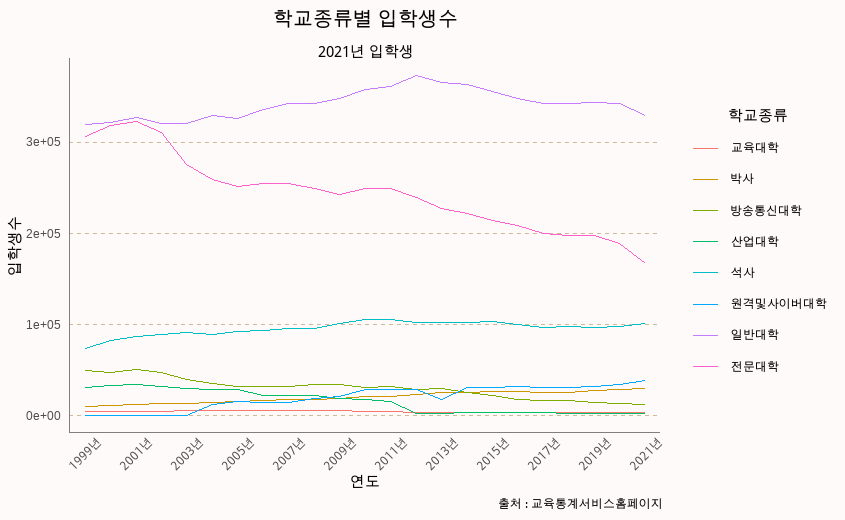 학교종류별 입학생수
2021년 입학생
3e+05
2e+05
1e+05
0e+00
입학생수
1999년
2001년
2003년
2005년
2007년
2009년
2011년
2013년
2015년
2017년
2019년
2021년
연도
학교종류
교육대학
박사
방송통신대학
산업대학
석사
원격및사이버대학
일반대학
전문대학
출처 : 교육통계서비스홈페이지